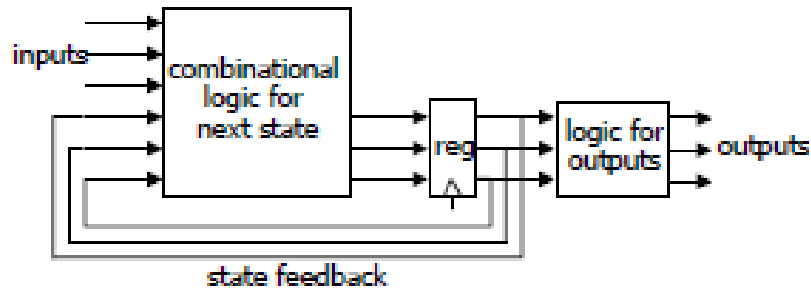 inputs
combinational
logic for
next state
reg
logic for
outputs
outputs
state feedback